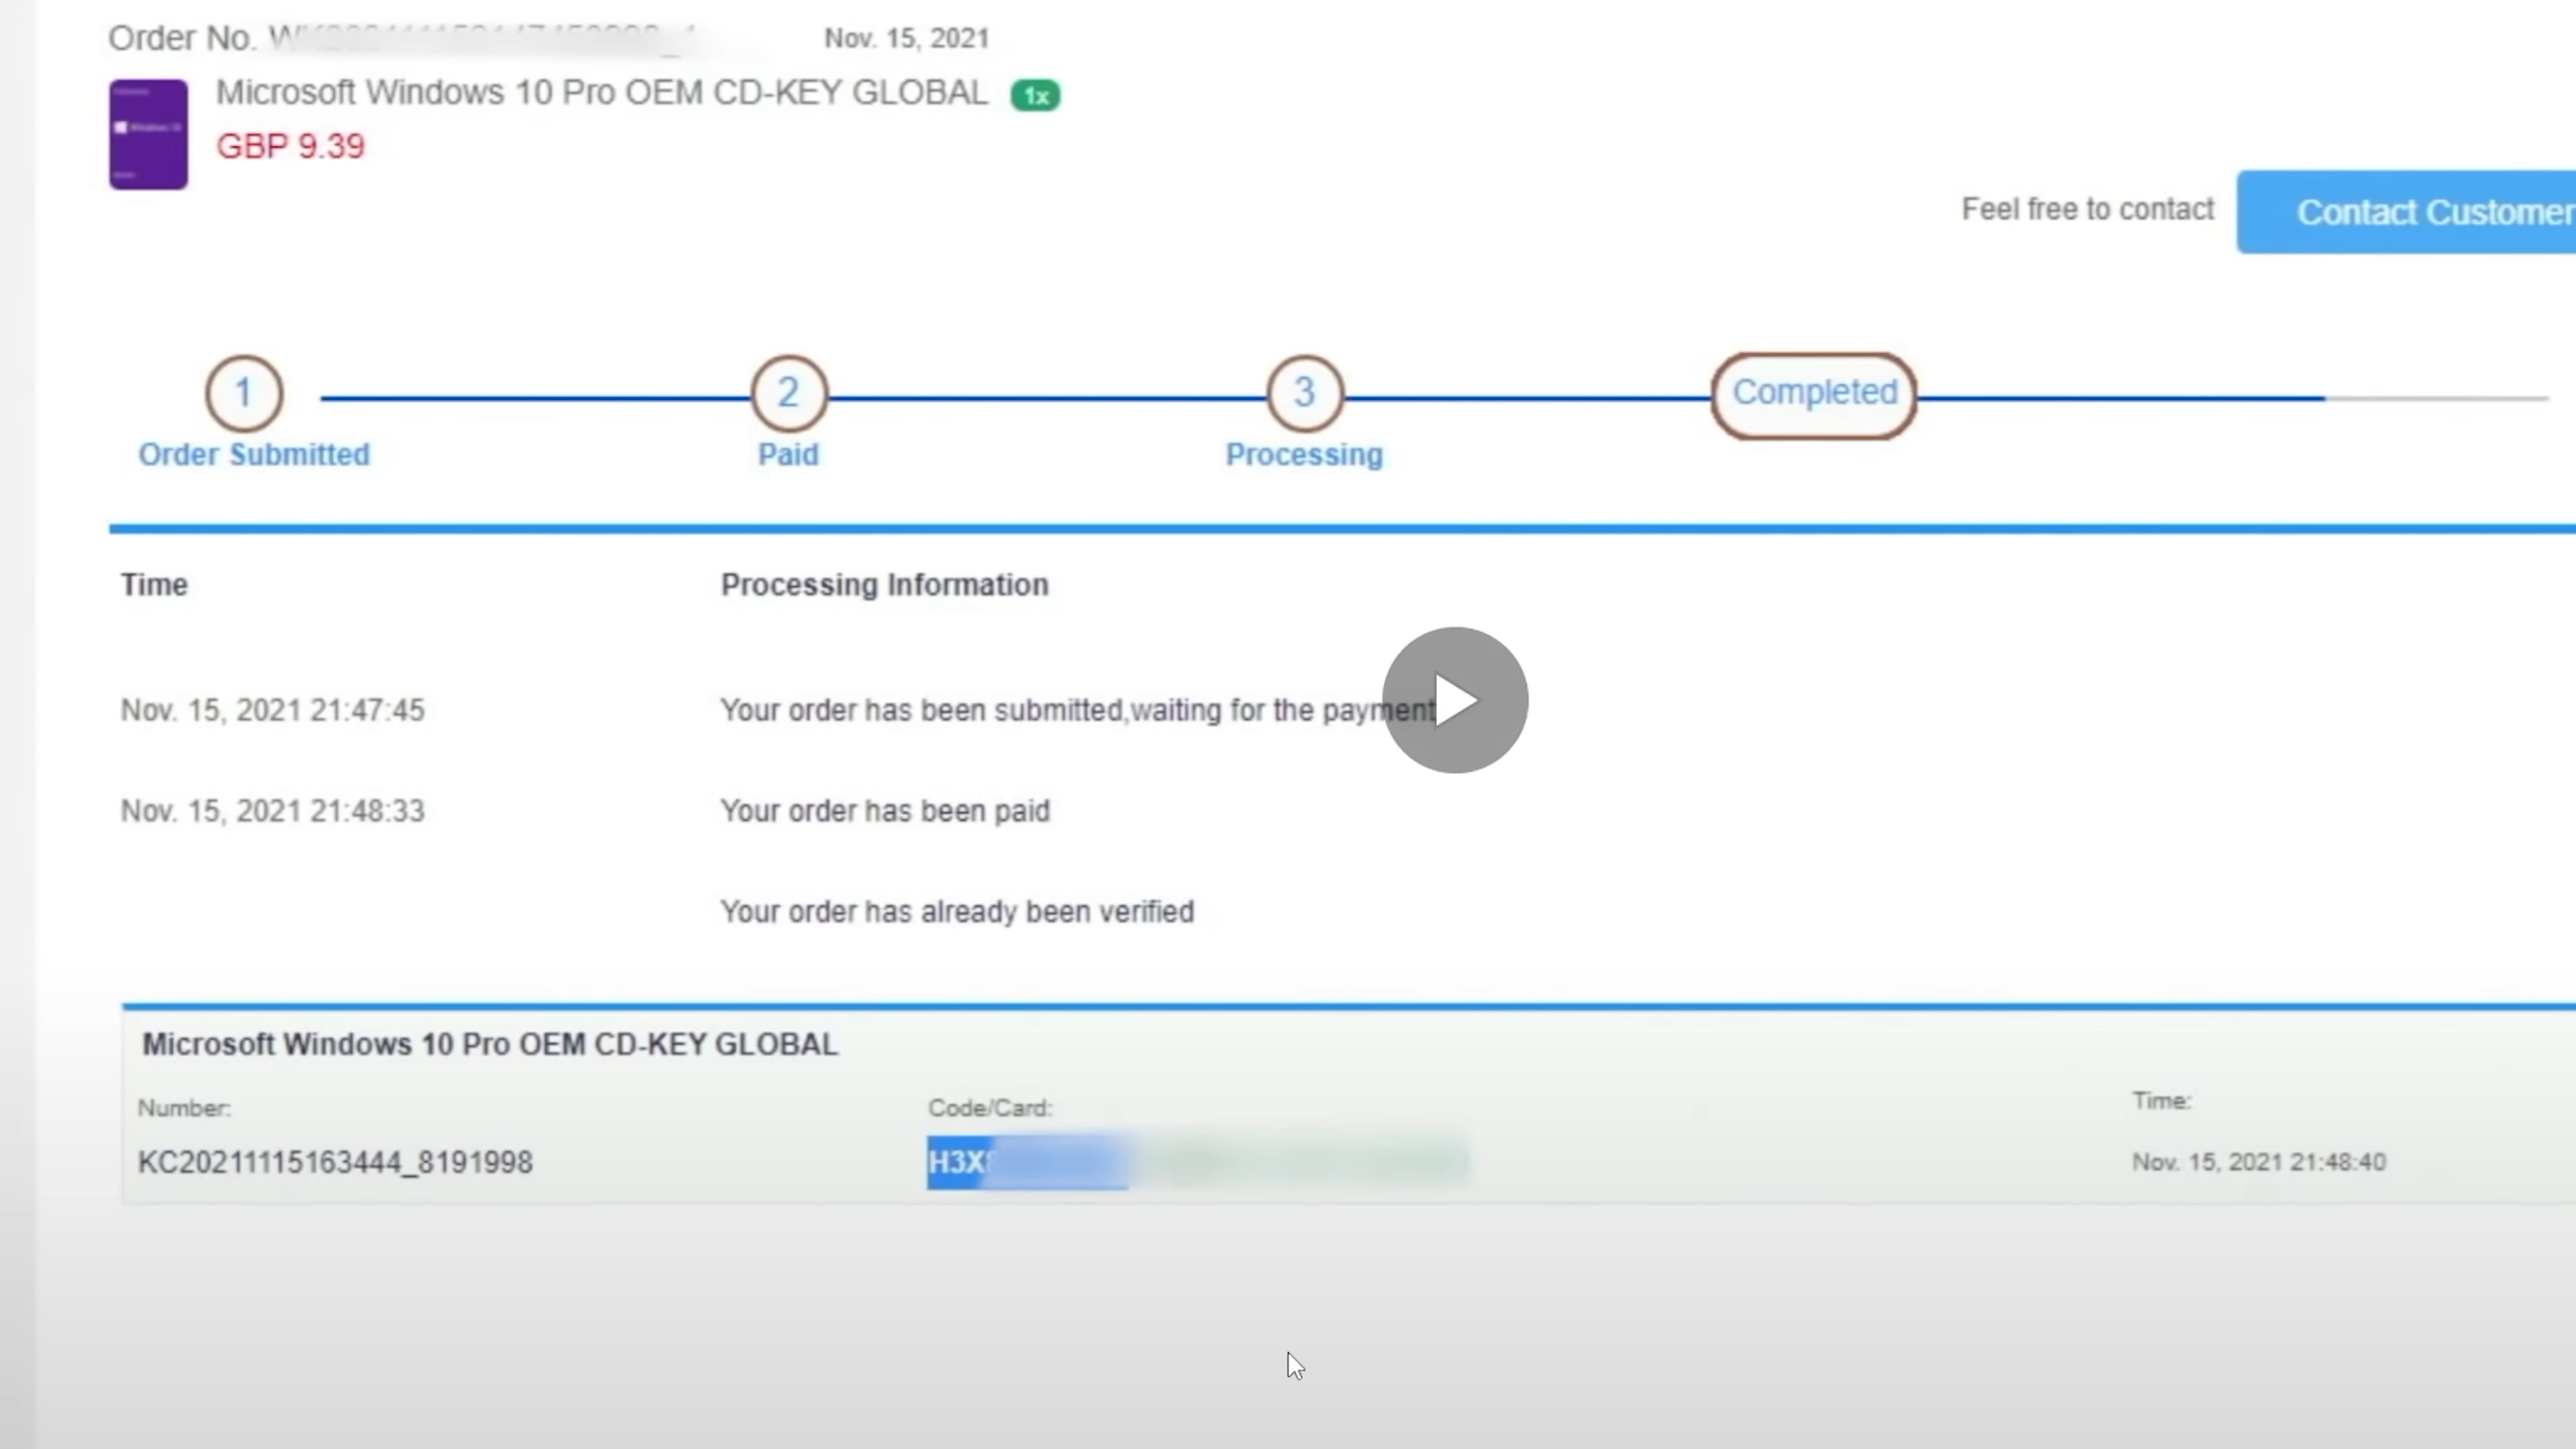 Order No.
Nov. 15, 2021
Microsoft Windows 10 Pro OEM CD-KEY GLOBAL 1x
GBP 9.39
Feel free to contact
Contact Customer
1
2
3
Completed
Order Submitted
Paid
Processing
Time
Processing Information
Nov. 15, 2021 21:47:45
Your order has been submitted,waiting for the payment
Nov. 15, 2021 21:48:33
Your order has been paid
Your order has already been verified
Microsoft Windows 10 Pro OEM CD-KEY GLOBAL
Number:
Code/Card:
Time:
KC20211115163444_8191998
H3X
Nov. 15, 2021 21:48:40